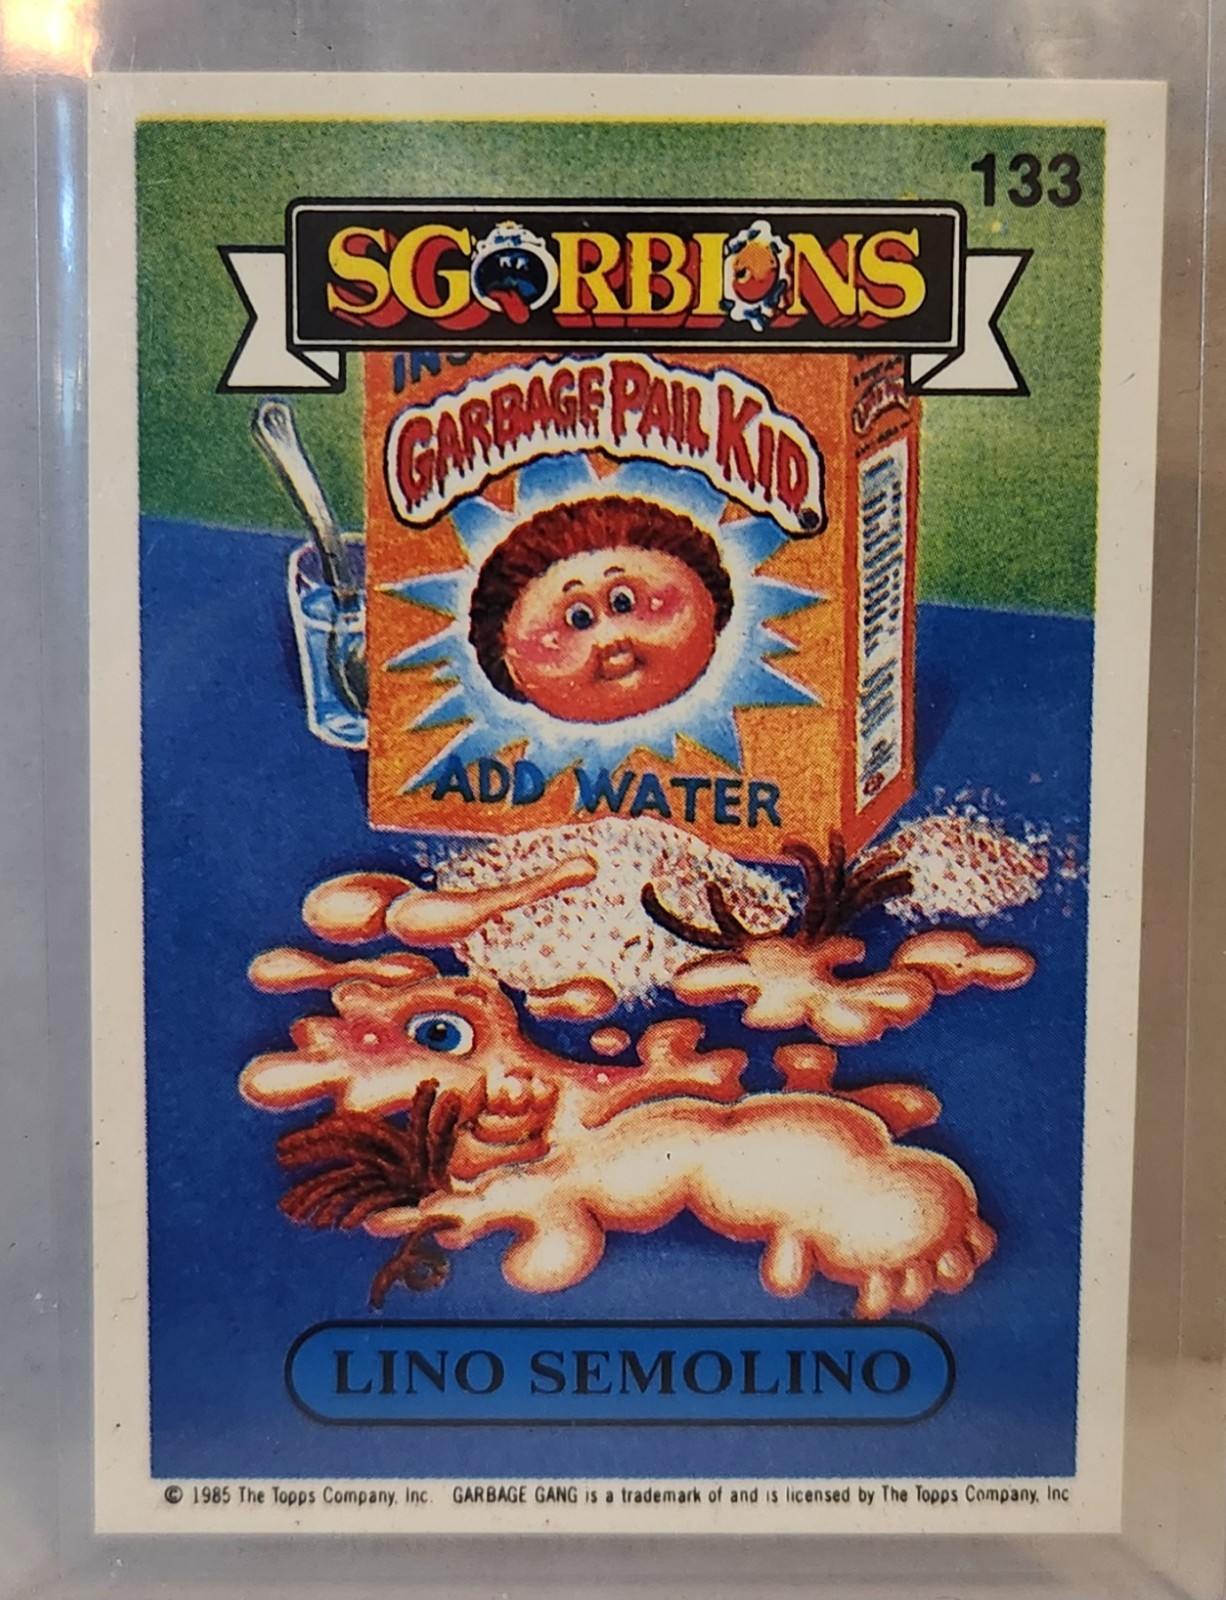 133
SGORBIONS
GARBAGE PAIL KID
ADD WATER
LINO SEMOLINO
© 1985 The Topps Company, Inc. GARBAGE GANG is a trademark of and is licensed by The Topps Company, Inc